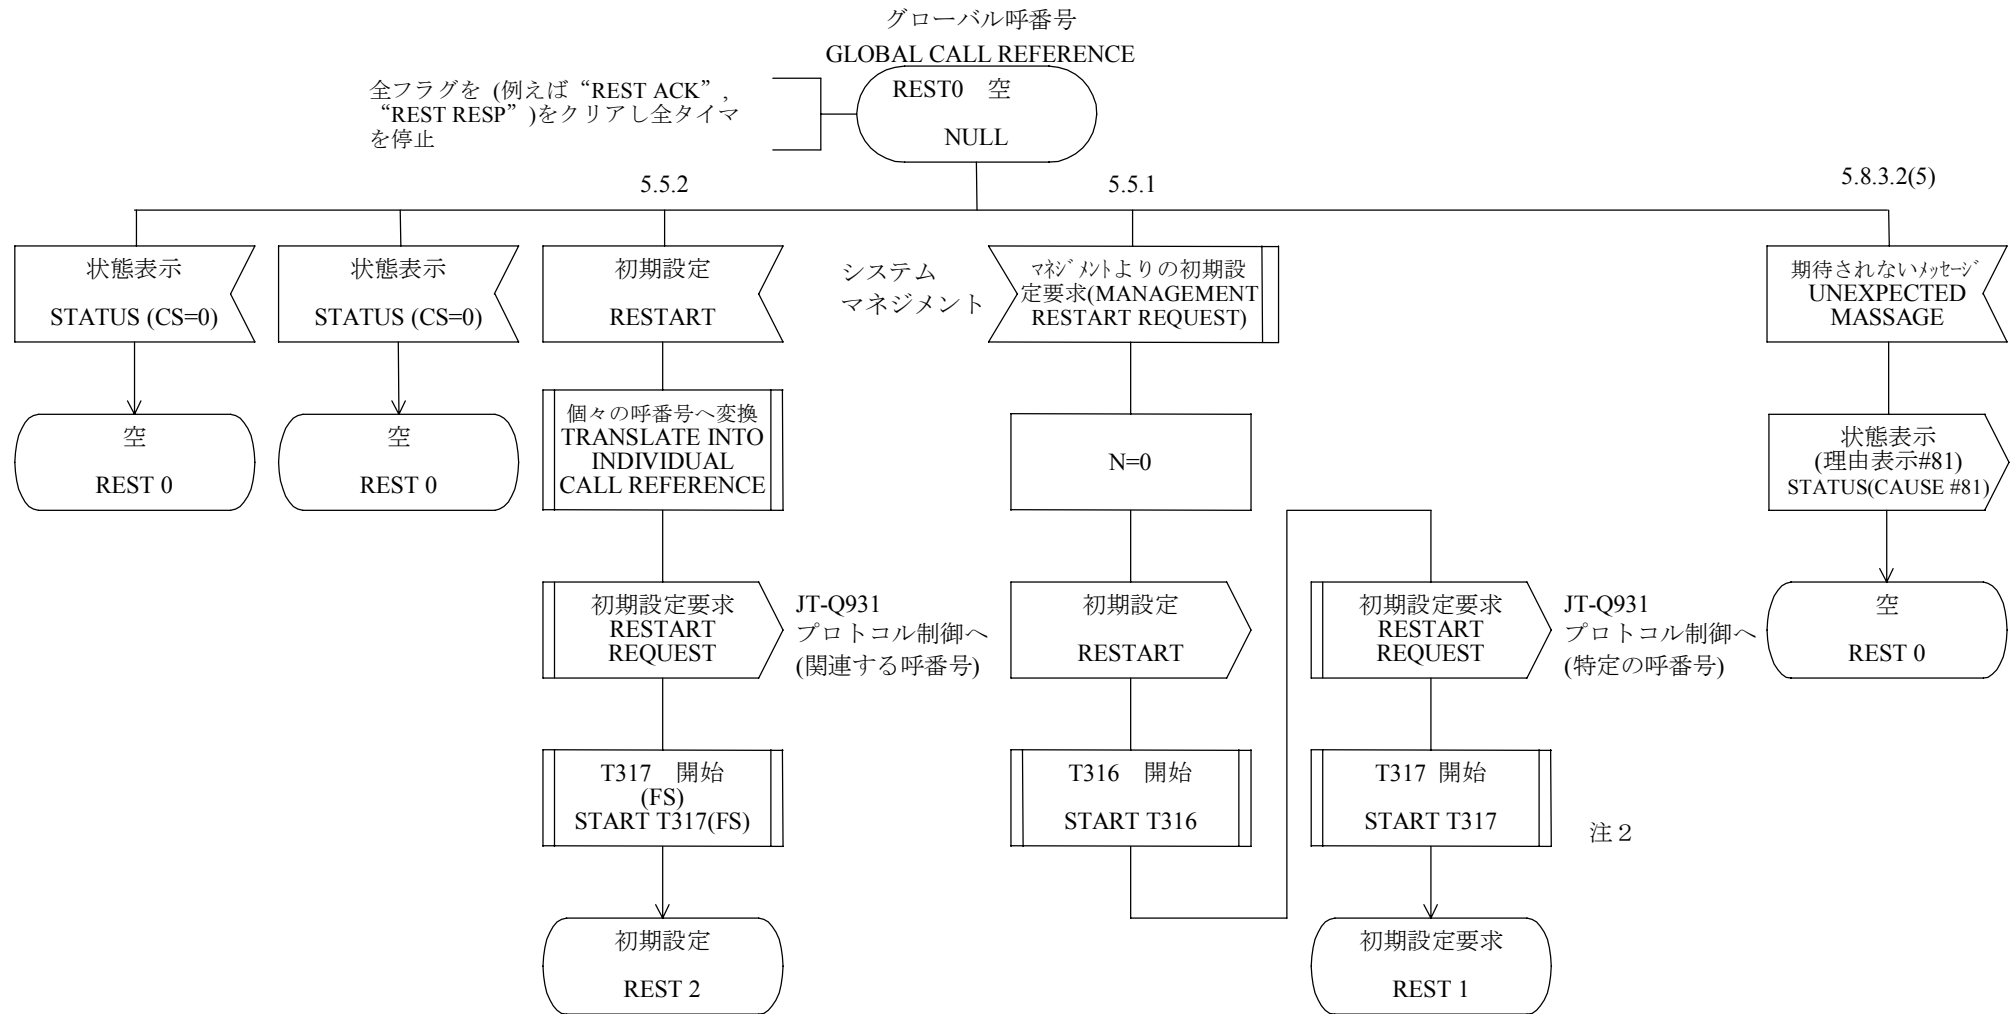 グローバル呼番号
GLOBAL CALL REFERENCE
全フラグを (例えば“REST ACK”,
“REST RESP”)をクリアし全タイマ
を停止
REST0 空
NULL
5.5.2
5.5.1
5.8.3.2(5)
状態表示
STATUS (CS=0)
状態表示
STATUS (CS=0)
初期設定
RESTART
システム
マネジメント
ﾏﾈｼﾞﾒﾝﾄよりの初期設
定要求(MANAGEMENT
RESTART REQUEST)
期待されないﾒｯｾｰｼﾞ
UNEXPECTED
MASSAGE
空
REST 0
空
REST 0
個々の呼番号へ変換
TRANSLATE INTO
INDIVIDUAL
CALL REFERENCE
N=0
状態表示
(理由表示#81)
STATUS(CAUSE #81)
初期設定要求
RESTART
REQUEST
JT-Q931
プロトコル制御へ
(関連する呼番号)
初期設定
RESTART
初期設定要求
RESTART
REQUEST
JT-Q931
プロトコル制御へ
(特定の呼番号)
空
REST 0
T317 開始
(FS)
START T317(FS)
T316 開始
START T316
T317 開始
START T317
注２
初期設定
REST 2
初期設定要求
REST 1